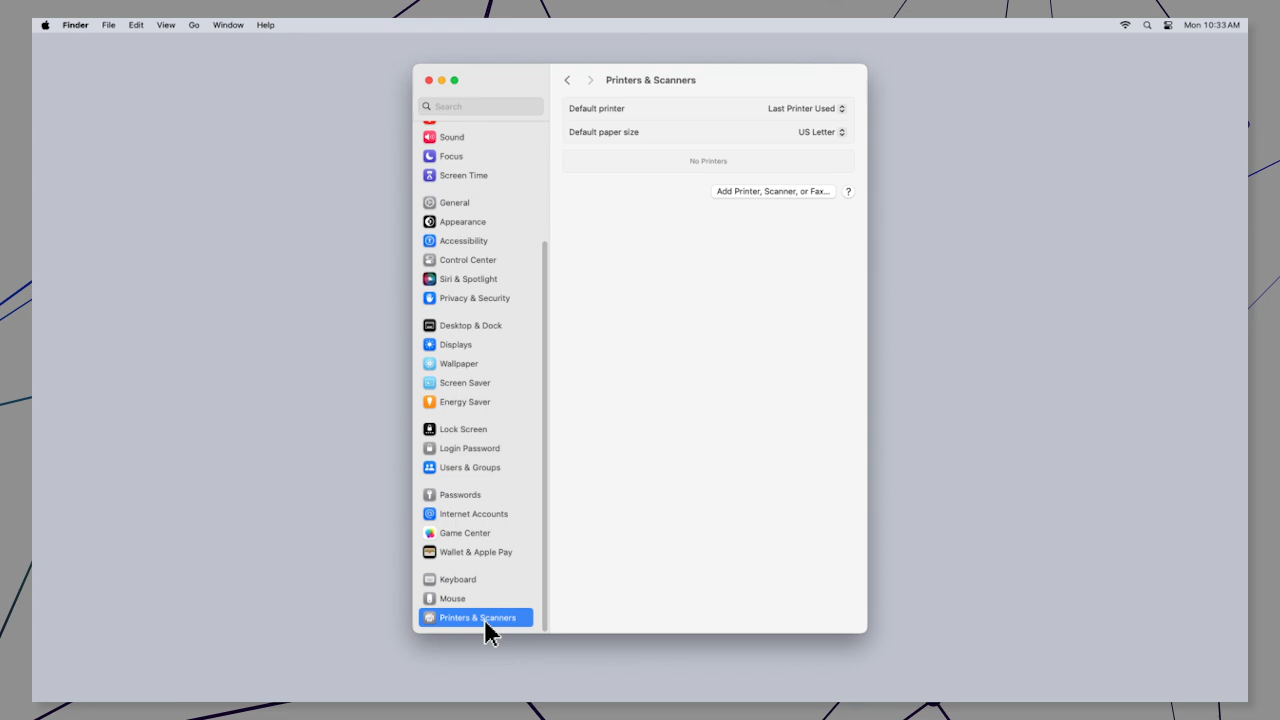 Finder File Edit View Go Window Help Mon 10:33 AM
Printers & Scanners
Search
Sound
Focus
Screen Time
General
Appearance
Accessibility
Control Center
Siri & Spotlight
Privacy & Security
Desktop & Dock
Displays
Wallpaper
Screen Saver
Energy Saver
Lock Screen
Login Password
Users & Groups
Passwords
Internet Accounts
Game Center
Wallet & Apple Pay
Keyboard
Mouse
Printers & Scanners
Default printer Last Printer Used
Default paper size US Letter
No Printers
Add Printer, Scanner, or Fax... ?